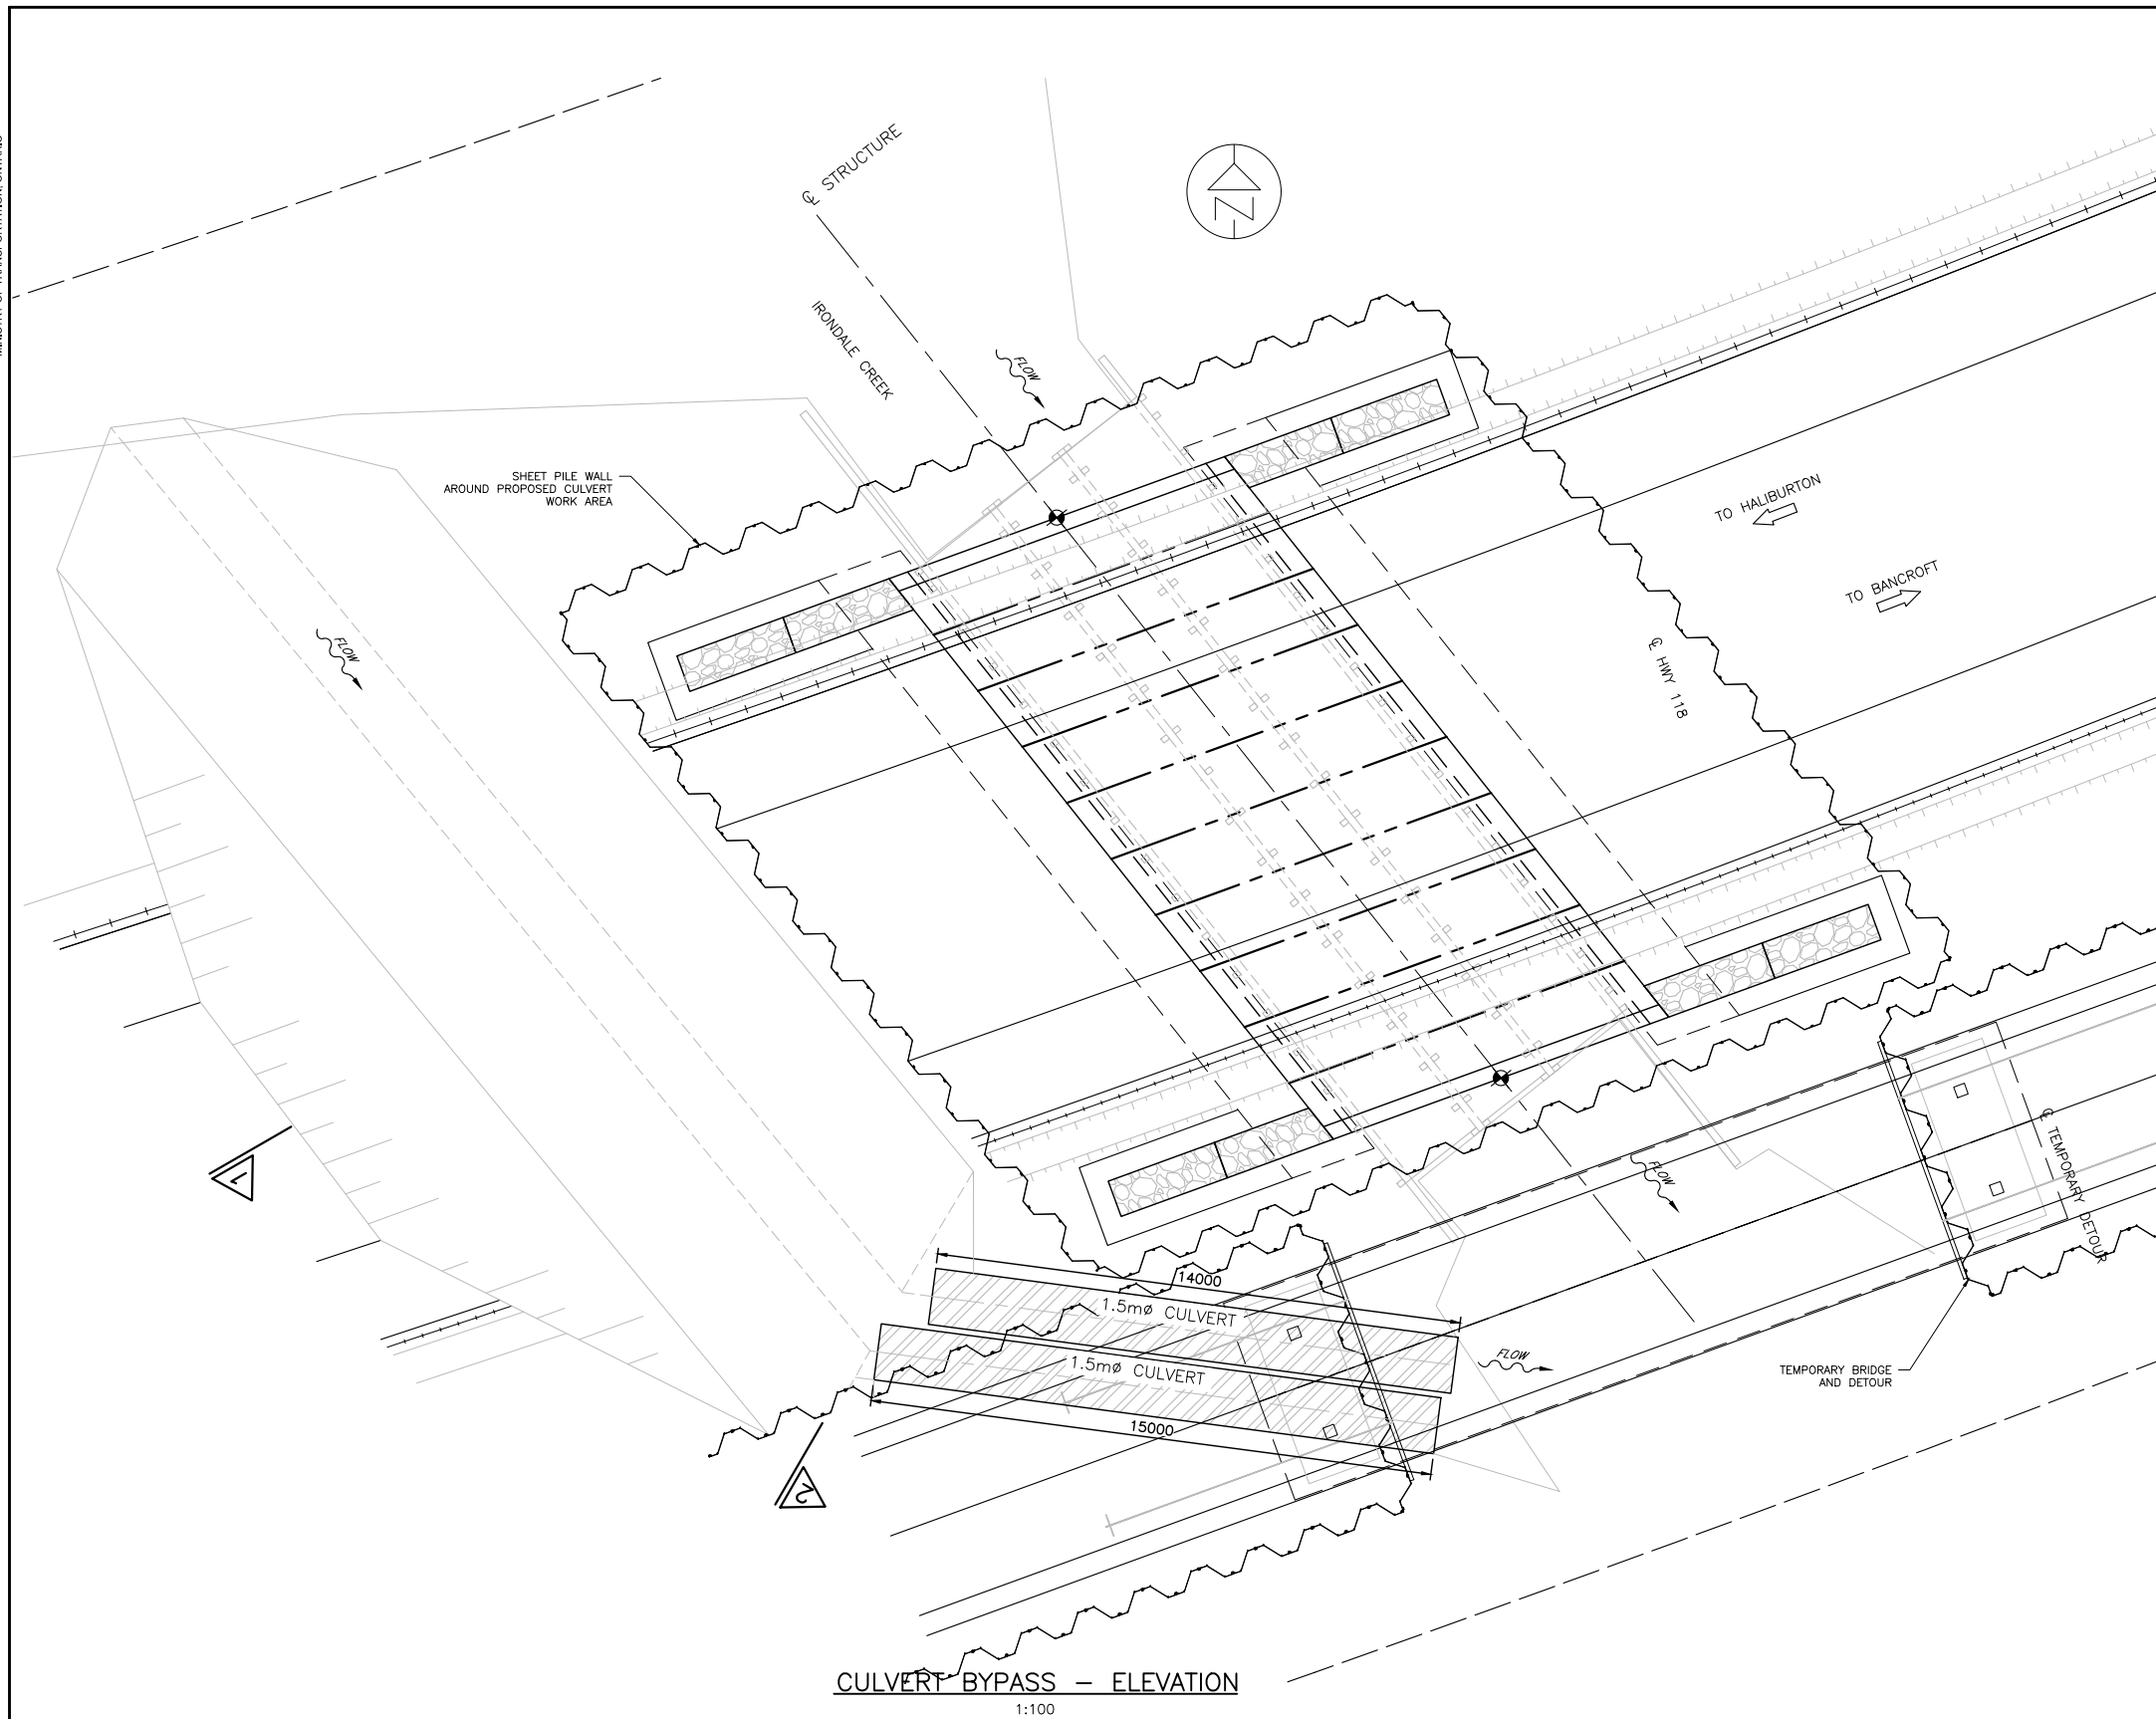 ℄ STRUCTURE
IRONDALE CREEK
FLOW
N
SHEET PILE WALL
AROUND PROPOSED CULVERT
WORK AREA
TO HALIBURTON
TO BANCROFT
FLOW
℄ HWY 118
℄ TEMPORARY DETOUR
FLOW
1
14000
1.5mø CULVERT
1.5mø CULVERT
15000
FLOW
TEMPORARY BRIDGE
AND DETOUR
2
CULVERT BYPASS – ELEVATION
1:100